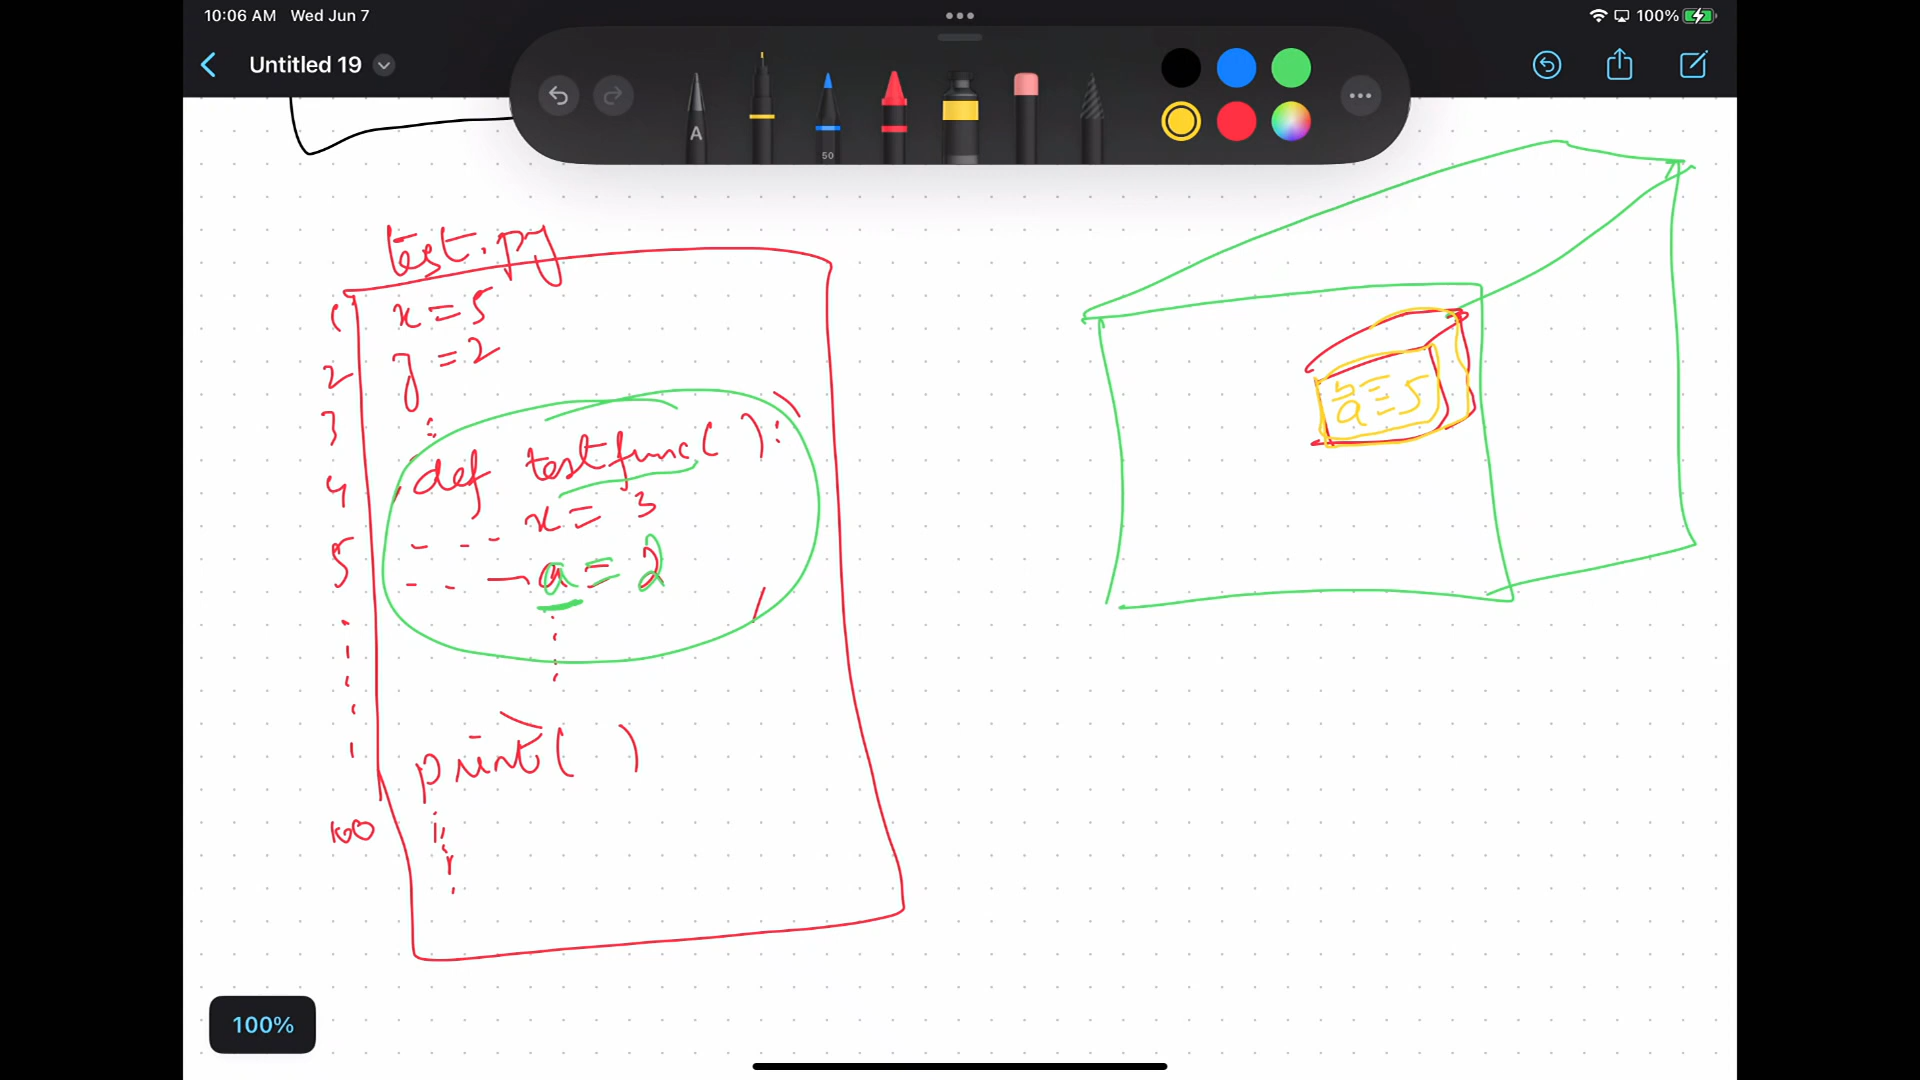 10:06 AM Wed Jun 7
100%
Untitled 19
A
50
test.py
1 x = 5
2 y = 2
3
4 def testfunc( ):
x = 3
5 a = 2
print( )
100
a = 5
100%